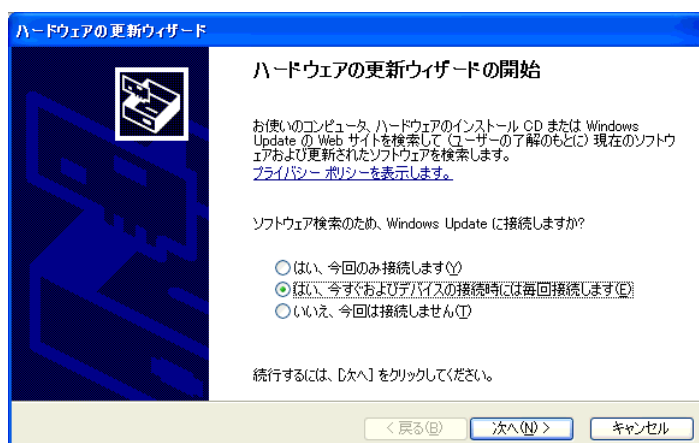 ハードウェアの更新ウィザード
ハードウェアの更新ウィザードの開始
お使いのコンピュータ、ハードウェアのインストール CD または Windows
Update の Web サイトを検索して (ユーザーの了解のもとに) 現在のソフトウ
ェアおよび更新されたソフトウェアを検索します。
プライバシー ポリシーを表示します。
ソフトウェア検索のため、Windows Update に接続しますか?
はい、今回のみ接続します(Y)
はい、今すぐおよびデバイスの接続時には毎回接続します(E)
いいえ、今回は接続しません(T)
続行するには、[次へ] をクリックしてください。
< 戻る(B) 次へ(N) > キャンセル